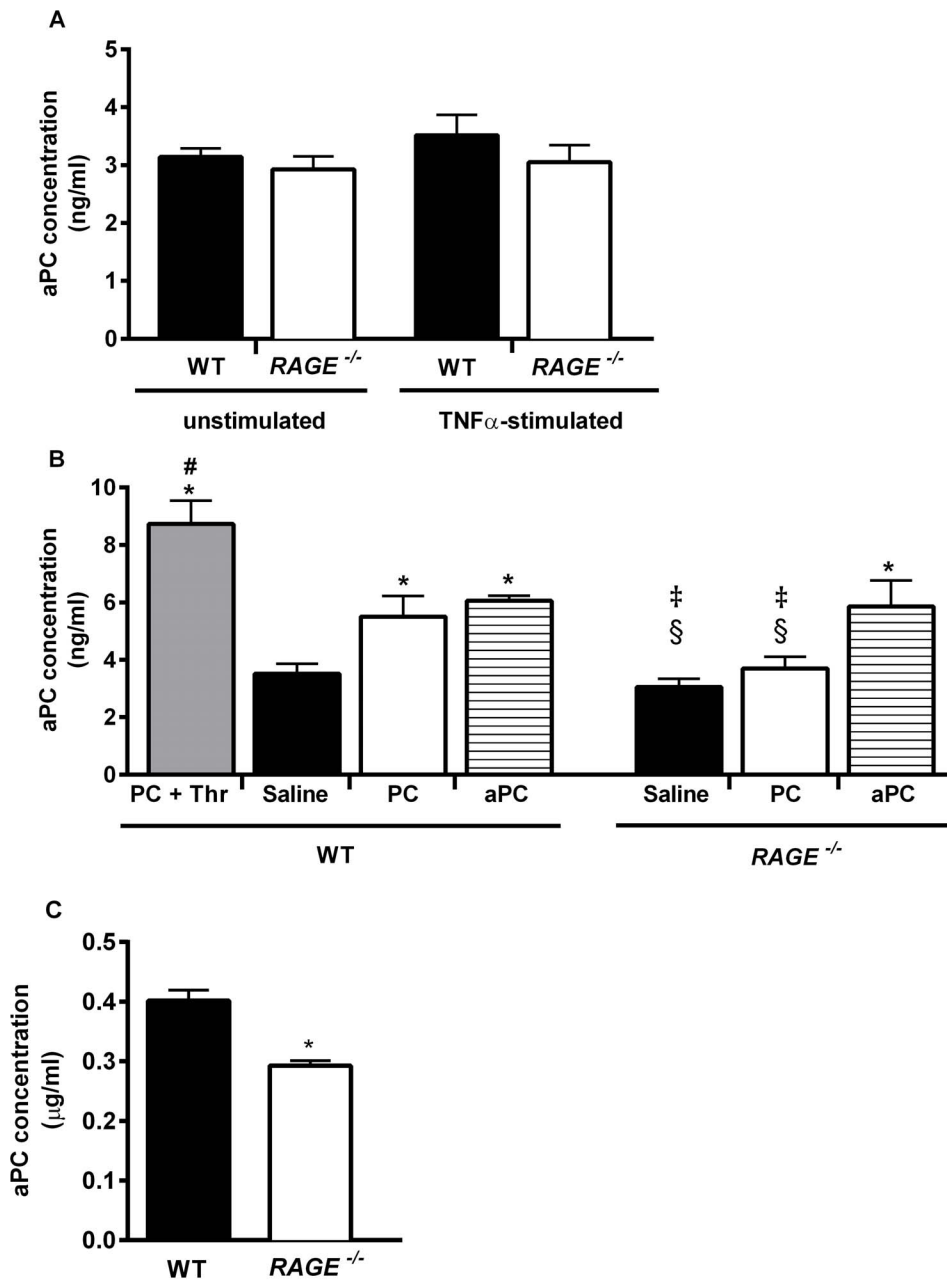 A
aPC concentration
(ng/ml)
5
4
3
2
1
0
WT RAGE -/- WT RAGE -/-
unstimulated TNFα-stimulated
B
aPC concentration
(ng/ml)
10
8
6
4
2
0
#
*
*
*
‡
§
‡
§
*
PC + Thr Saline PC aPC Saline PC aPC
WT RAGE -/-
C
aPC concentration
(μg/ml)
0.5
0.4
0.3
0.2
0.1
0.0
*
WT RAGE -/-